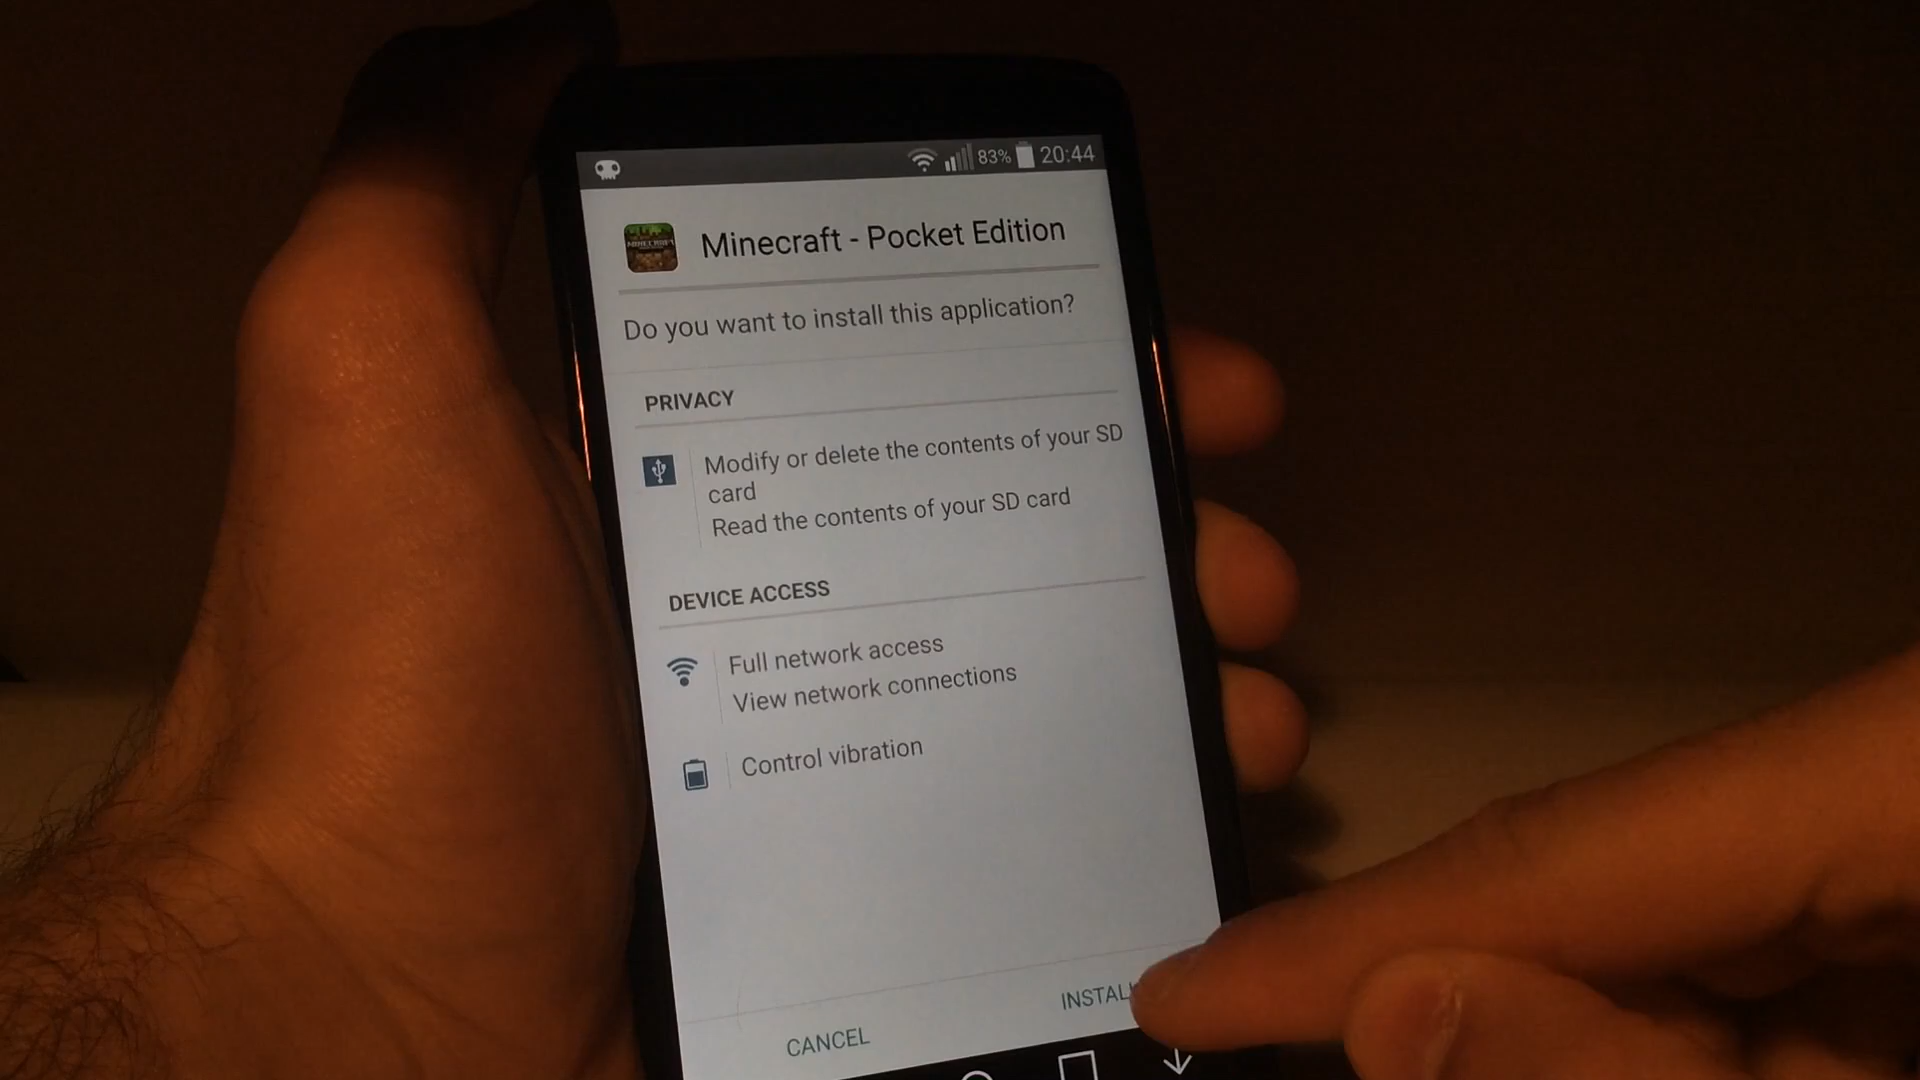 83% 20:44
MINECRAFT
Minecraft - Pocket Edition
Do you want to install this application?
PRIVACY
Modify or delete the contents of your SD
card
Read the contents of your SD card
DEVICE ACCESS
Full network access
View network connections
Control vibration
INSTALL
CANCEL